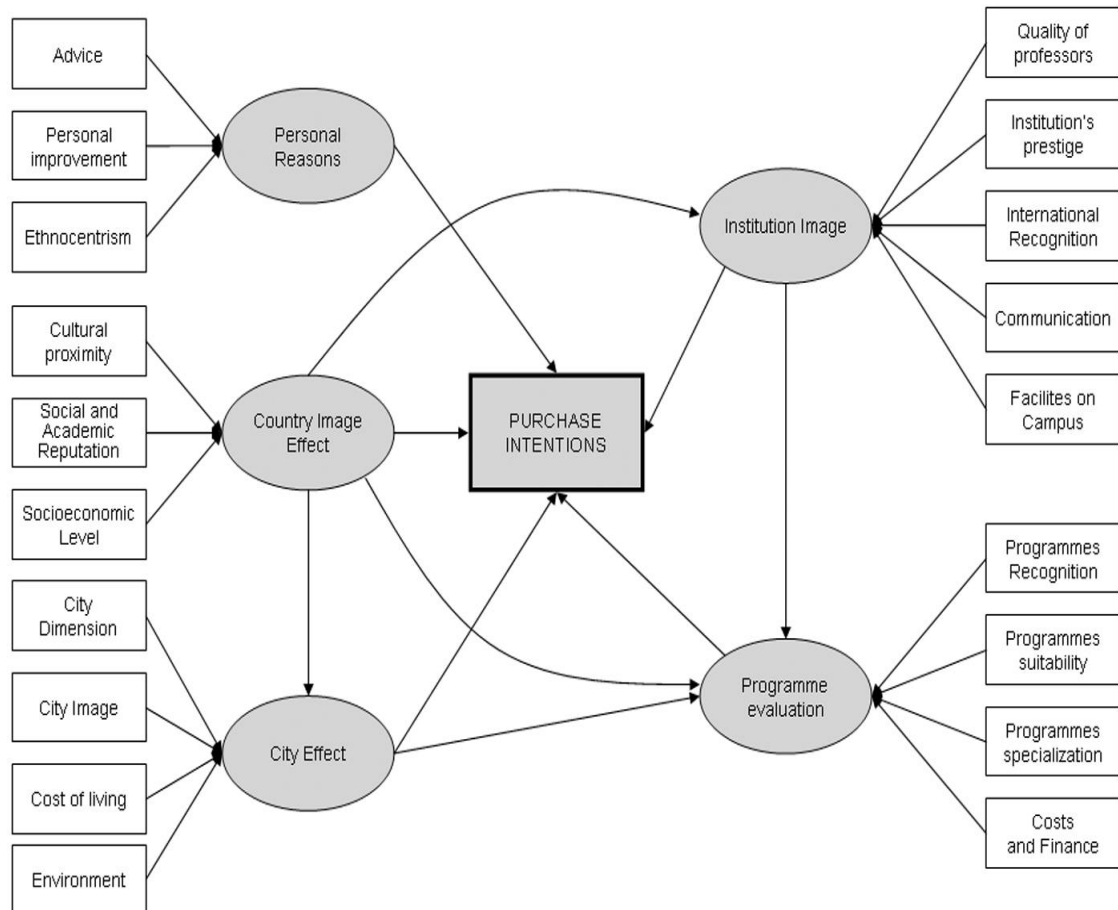 Advice
Personal
improvement
Ethnocentrism
Cultural
proximity
Social and
Academic
Reputation
Socioeconomic
Level
City
Dimension
City Image
Cost of living
Environment
Personal
Reasons
Country Image
Effect
City Effect
PURCHASE
INTENTIONS
Institution Image
Programme
evaluation
Quality of
professors
Institution's
prestige
International
Recognition
Communication
Facilites on
Campus
Programmes
Recognition
Programmes
suitability
Programmes
specialization
Costs
and Finance